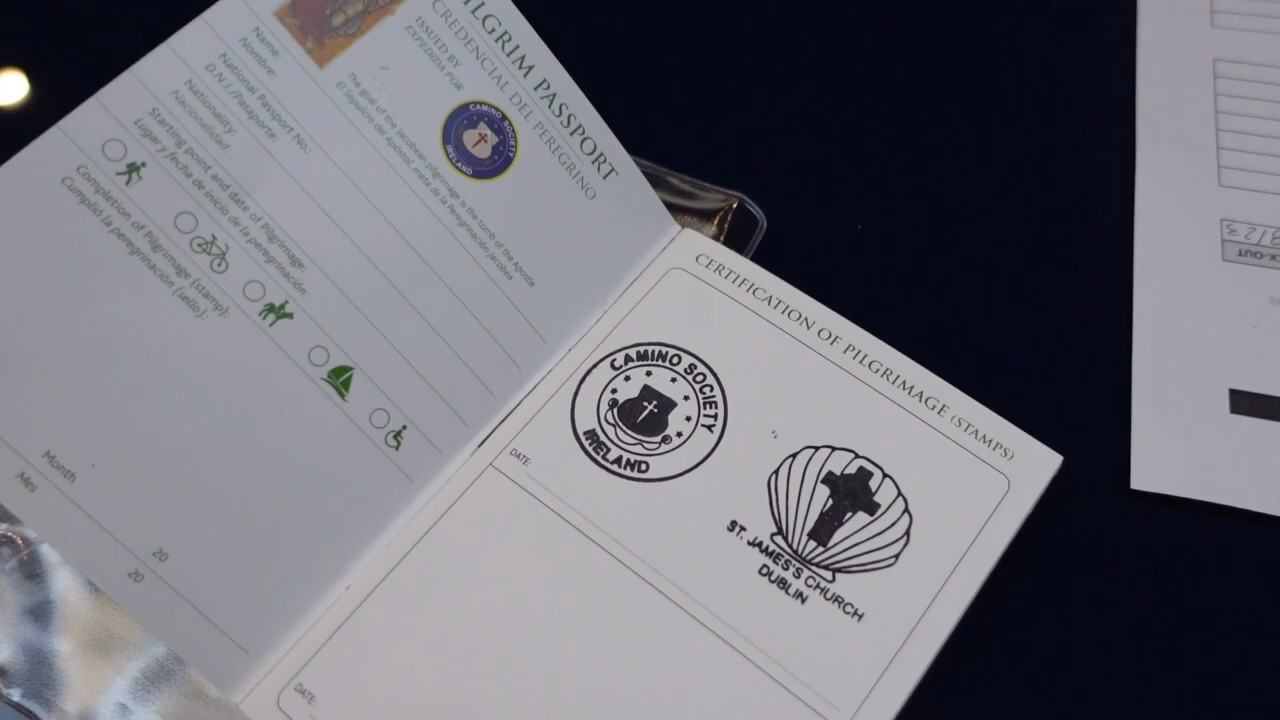 PILGRIM PASSPORT
CREDENCIAL DEL PEREGRINO
ISSUED BY
EXPEDIDA POR
CAMINO SOCIETY
IRELAND
The goal of the Jacobean pilgrimage is the tomb of the Apostle
El Sepulcro del Apóstol, meta de la Peregrinación Jacobea
Name:
Nombre:
National Passport No.:
D.N.I./Pasaporte:
Nationality:
Nacionalidad:
Starting point and date of Pilgrimage:
Lugar y fecha de inicio de la peregrinación:
Completion of Pilgrimage (stamp):
Cumplió la peregrinación (sello):
Month 20
Mes 20
CERTIFICATION OF PILGRIMAGE (STAMPS)
CAMINO SOCIETY
IRELAND
DATE:
ST. JAMES'S CHURCH
DUBLIN
DATE: